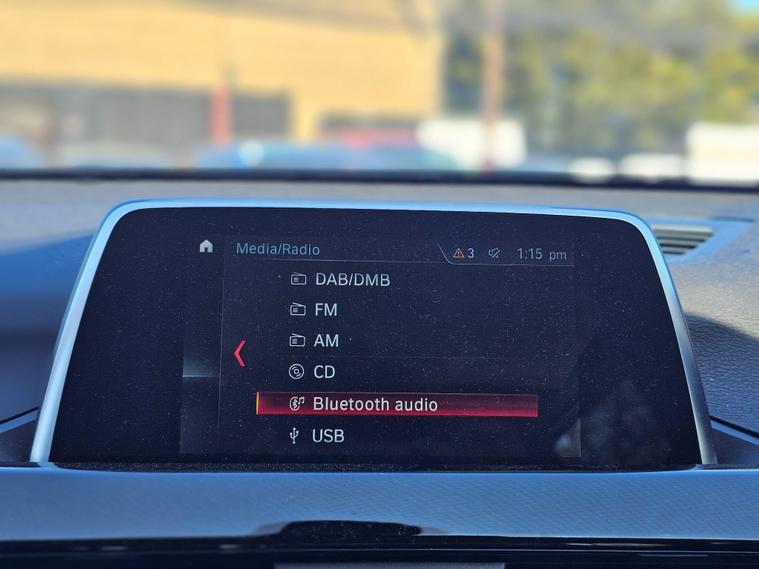 Media/Radio
3
1:15 pm
DAB/DMB
FM
AM
CD
Bluetooth audio
USB